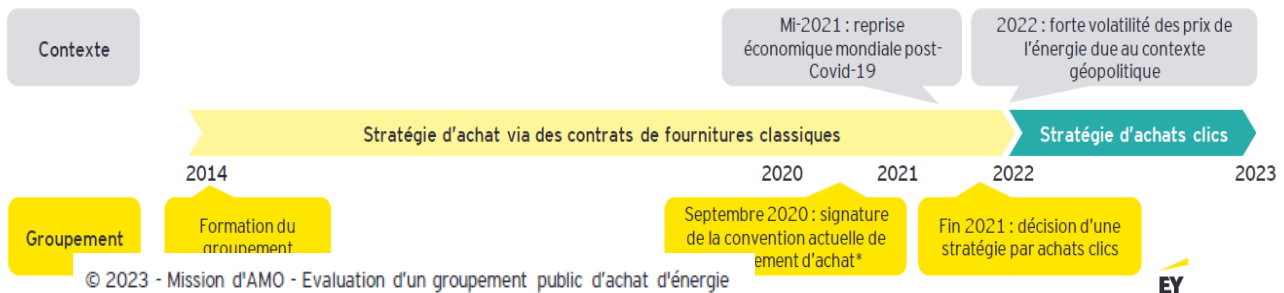 Contexte
Mi-2021 : reprise
économique mondiale post-
Covid-19
2022 : forte volatilité des prix de
l'énergie due au contexte
géopolitique
Stratégie d'achat via des contrats de fournitures classiques
Stratégie d'achats clics
2014
2020
2021
2022
2023
Groupement
Formation du
groupement
Septembre 2020 : signature
de la convention actuelle de
ement d'achat*
Fin 2021 : décision d'une
stratégie par achats clics
© 2023 - Mission d'AMO - Evaluation d'un groupement public d'achat d'énergie
EY